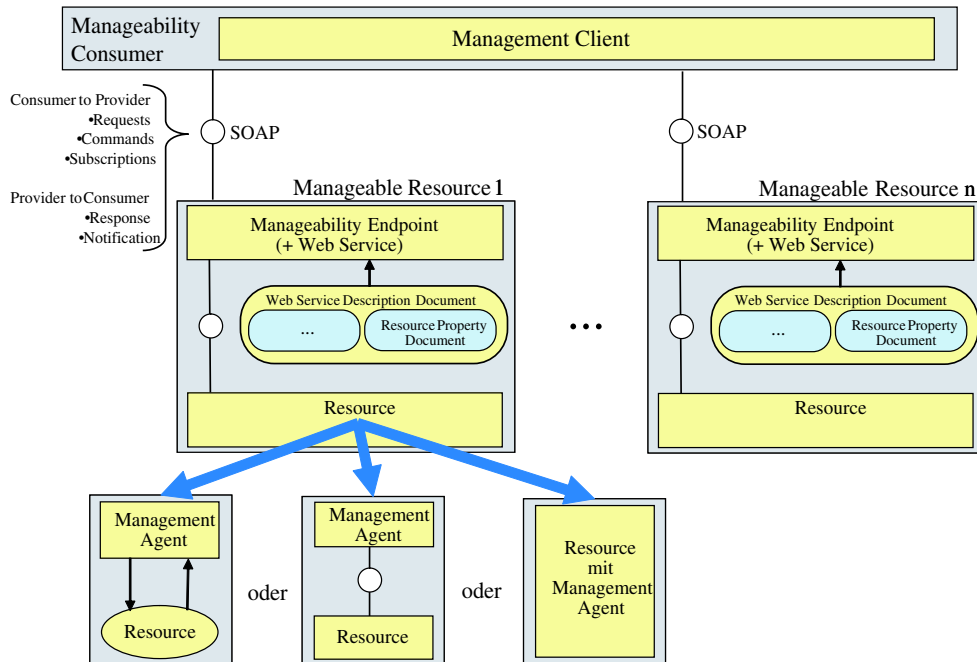 Manageability
Consumer
Management Client
Consumer to Provider
•Requests
•Commands
•Subscriptions
Provider to Consumer
•Response
•Notification
SOAP
SOAP
Manageable Resource 1
Manageability Endpoint
(+ Web Service)
Web Service Description Document
...
Resource Property
Document
Resource
...
Manageable Resource n
Manageability Endpoint
(+ Web Service)
Web Service Description Document
...
Resource Property
Document
Resource
Management
Agent
Resource
oder
Management
Agent
Resource
oder
Resource
mit
Management
Agent